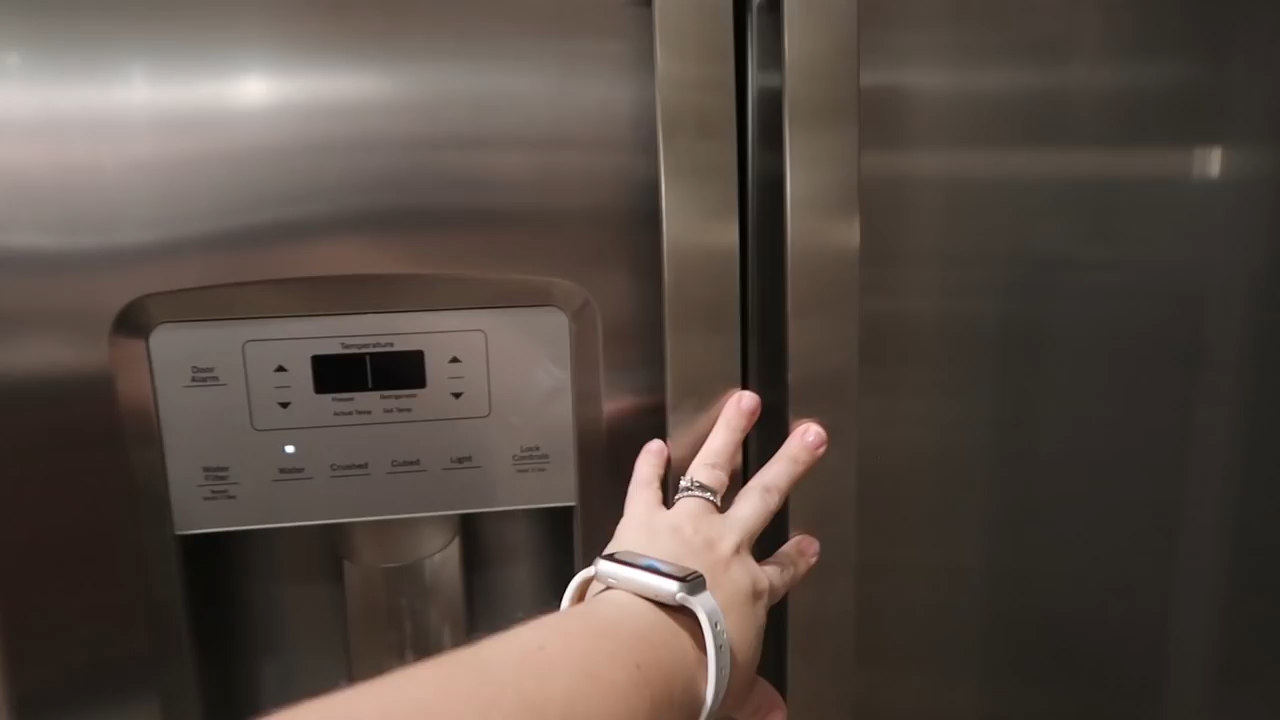 Temperature
Door
Alarm
Freezer Refrigerator
Actual Temp Set Temp
Water
Filter
Water
Crushed
Cubed
Light
Lock
Controls